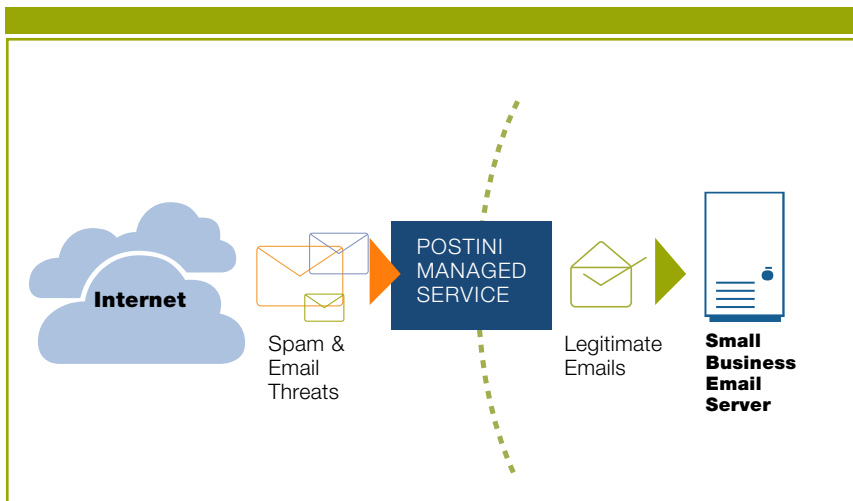 Internet
Spam &
Email
Threats
POSTINI
MANAGED
SERVICE
Legitimate
Emails
Small
Business
Email
Server